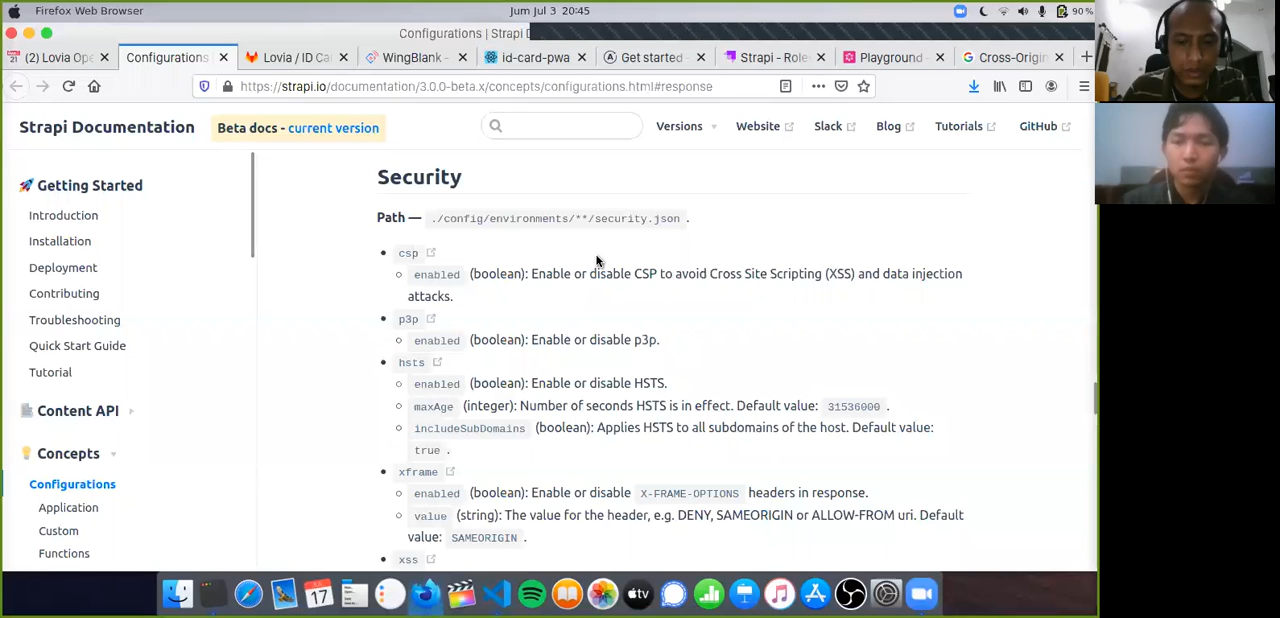 Firefox Web Browser
Jum Jul 3 20:45
90 %
Configurations | Strapi D
(2) Lovia Ope
Configurations
Lovia / ID Ca
WingBlank -
id-card-pwa
Get started -
Strapi - Role
Playground -
Cross-Origin
https://strapi.io/documentation/3.0.0-beta.x/concepts/configurations.html#response
Strapi Documentation
Beta docs - current version
Versions
Website
Slack
Blog
Tutorials
GitHub
🚀 Getting Started
Introduction
Installation
Deployment
Contributing
Troubleshooting
Quick Start Guide
Tutorial
Content API
💡 Concepts
Configurations
Application
Custom
Functions
Security
Path — ./config/environments/**/security.json .
csp
enabled (boolean): Enable or disable CSP to avoid Cross Site Scripting (XSS) and data injection
attacks.
p3p
enabled (boolean): Enable or disable p3p.
hsts
enabled (boolean): Enable or disable HSTS.
maxAge (integer): Number of seconds HSTS is in effect. Default value: 31536000 .
includeSubDomains (boolean): Applies HSTS to all subdomains of the host. Default value:
true .
xframe
enabled (boolean): Enable or disable X-FRAME-OPTIONS headers in response.
value (string): The value for the header, e.g. DENY, SAMEORIGIN or ALLOW-FROM uri. Default
value: SAMEORIGIN .
xss
17
tv